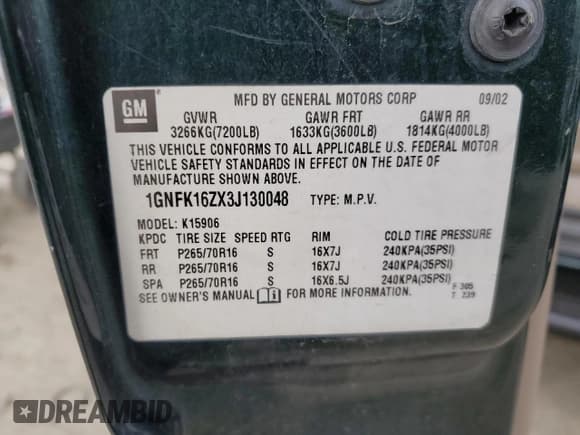 GM
MFD BY GENERAL MOTORS CORP 09/02
GVWR GAWR FRT GAWR RR
3266KG(7200LB) 1633KG(3600LB) 1814KG(4000LB)
THIS VEHICLE CONFORMS TO ALL APPLICABLE U.S. FEDERAL MOTOR
VEHICLE SAFETY STANDARDS IN EFFECT ON THE DATE OF
MANUFACTURE SHOWN ABOVE.
1GNFK16ZX3J130048 TYPE: M.P.V.
MODEL: K15906
KPDC TIRE SIZE SPEED RTG RIM COLD TIRE PRESSURE
FRT P265/70R16 S 16X7J 240KPA(35PSI)
RR P265/70R16 S 16X7J 240KPA(35PSI)
SPA P265/70R16 S 16X6.5J 240KPA(35PSI)
SEE OWNER'S MANUAL FOR MORE INFORMATION. F 305
T 239
DREAMBID